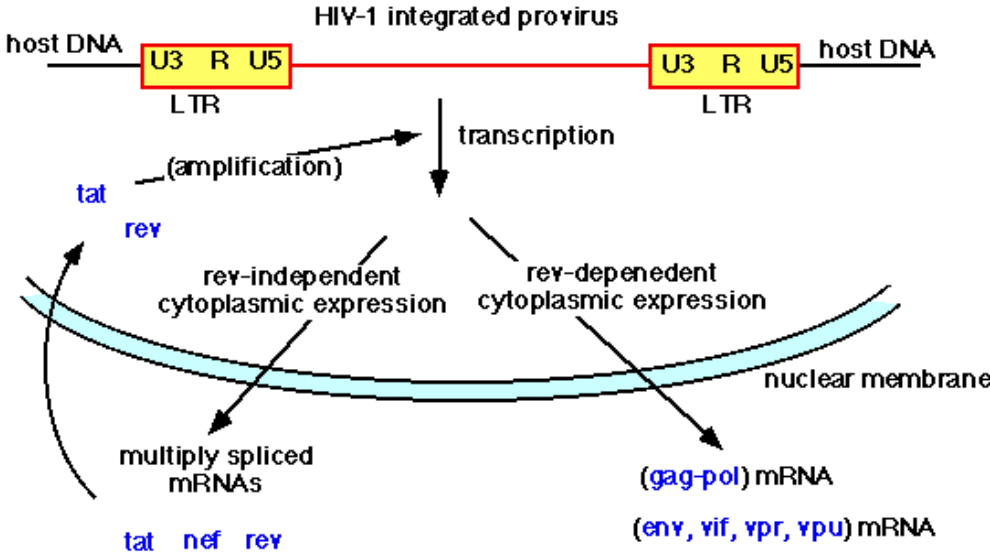 HIV-1 integrated provirus
host DNA
U3 R U5
U3 R U5
host DNA
LTR
LTR
transcription
(amplification)
tat
rev
rev-independent
cytoplasmic expression
rev-depenedent
cytoplasmic expression
nuclear membrane
multiply spliced
mRNAs
tat nef rev
(gag-pol) mRNA
(env, vif, vpr, vpu) mRNA